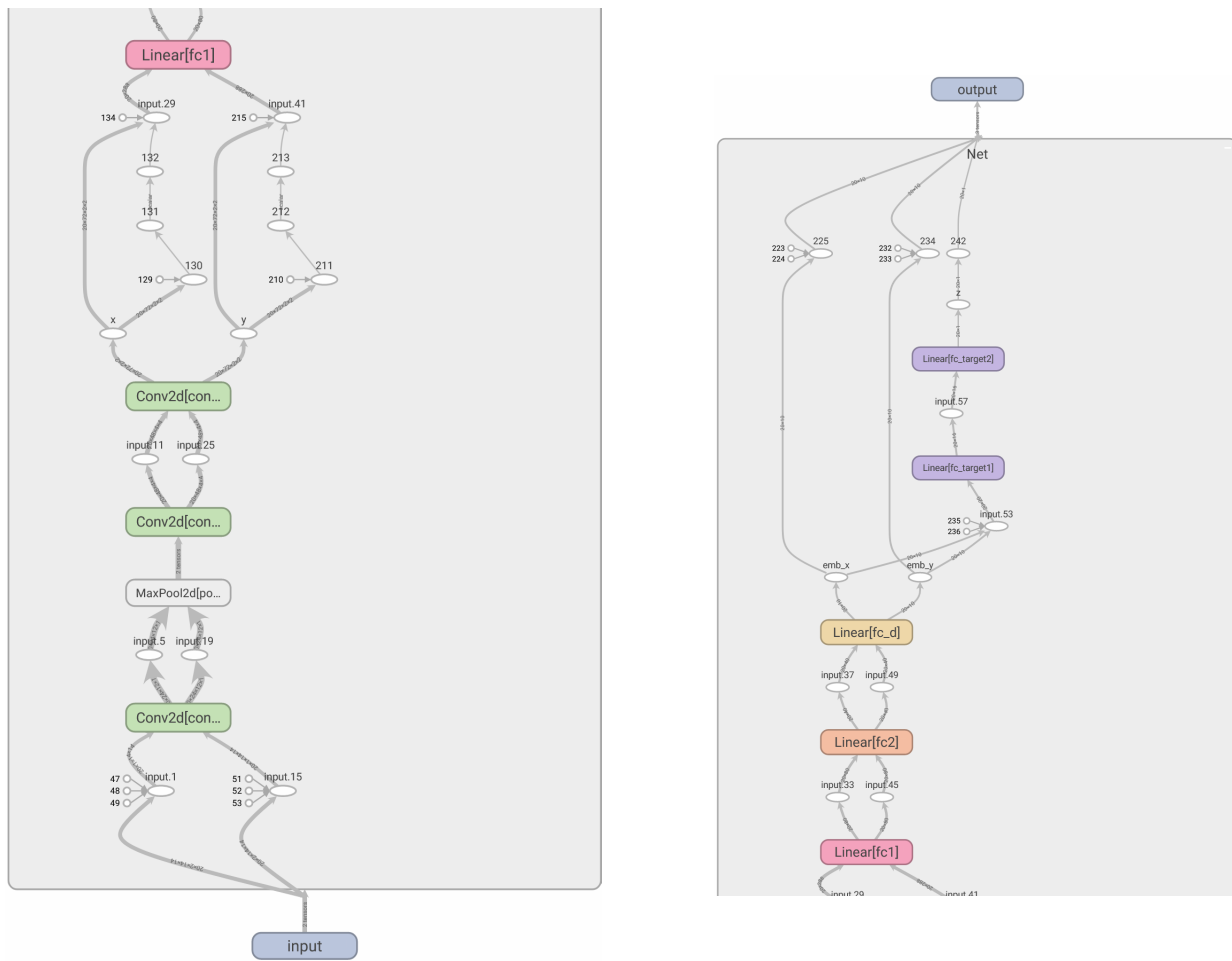 Linear[fc1]
input.29
input.41
134
215
132
213
131
212
130
211
129
210
x
y
Conv2d[con...
input.11
input.25
Conv2d[con...
MaxPool2d[po...
input.5
input.19
Conv2d[con...
47
48
49
input.1
51
52
53
input.15
input
output
Net
223
224
225
232
233
234
242
z
Linear[fc_target2]
input.57
Linear[fc_target1]
235
236
input.53
emb_x
emb_y
Linear[fc_d]
input.37
input.49
Linear[fc2]
input.33
input.45
Linear[fc1]
input.29
input.41